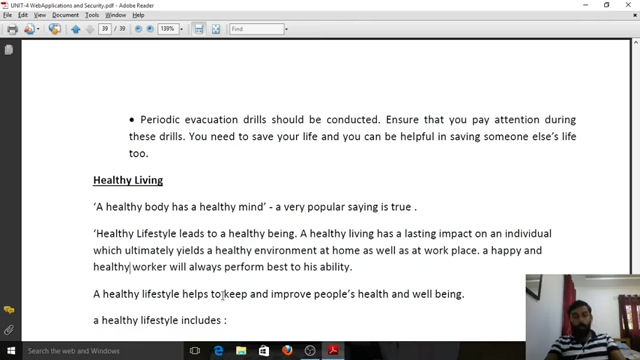 UNIT-4 WebApplications and Security.pdf - Adobe Reader
File Edit View Document Tools Window Help
39 / 39 139% Find
• Periodic evacuation drills should be conducted. Ensure that you pay attention during
these drills. You need to save your life and you can be helpful in saving someone else's life
too.
Healthy Living
'A healthy body has a healthy mind' - a very popular saying is true .
'Healthy Lifestyle leads to a healthy being. A healthy living has a lasting impact on an individual
which ultimately yields a healthy environment at home as well as at work place. a happy and
healthy worker will always perform best to his ability.
A healthy lifestyle helps to keep and improve people's health and well being.
a healthy lifestyle includes :
Search the web and Windows